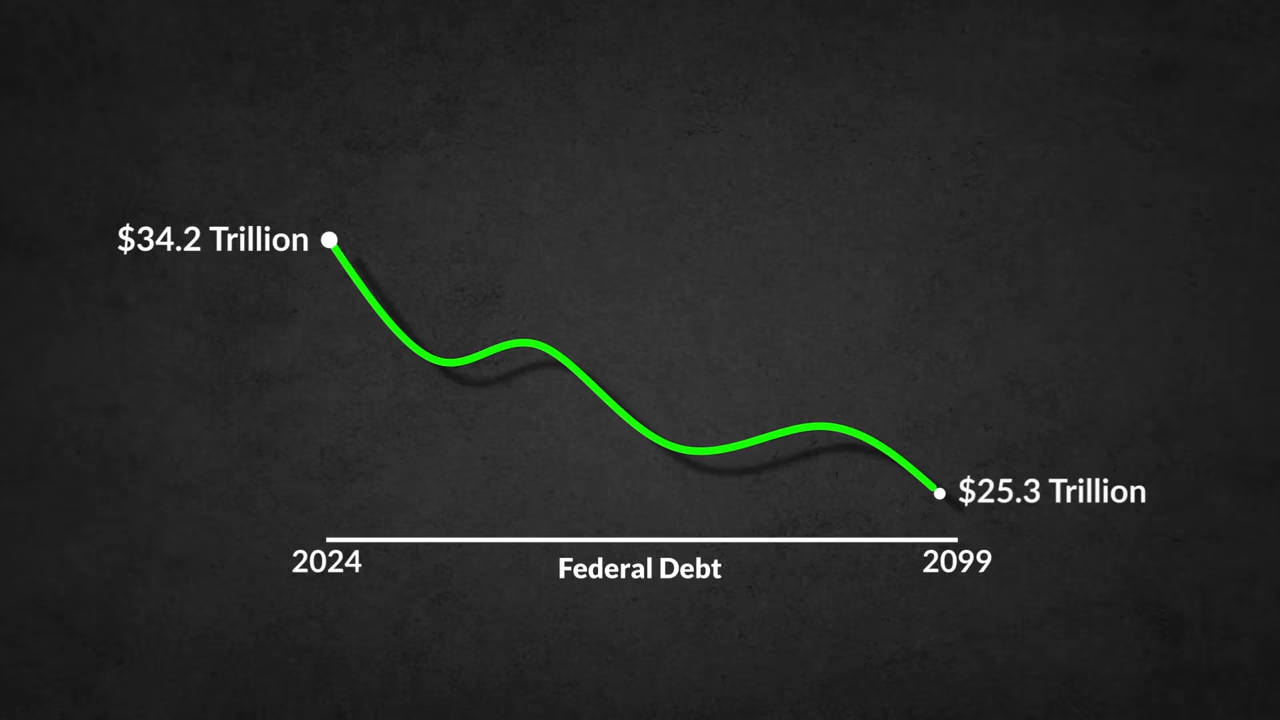 $34.2 Trillion
$25.3 Trillion
2024
Federal Debt
2099